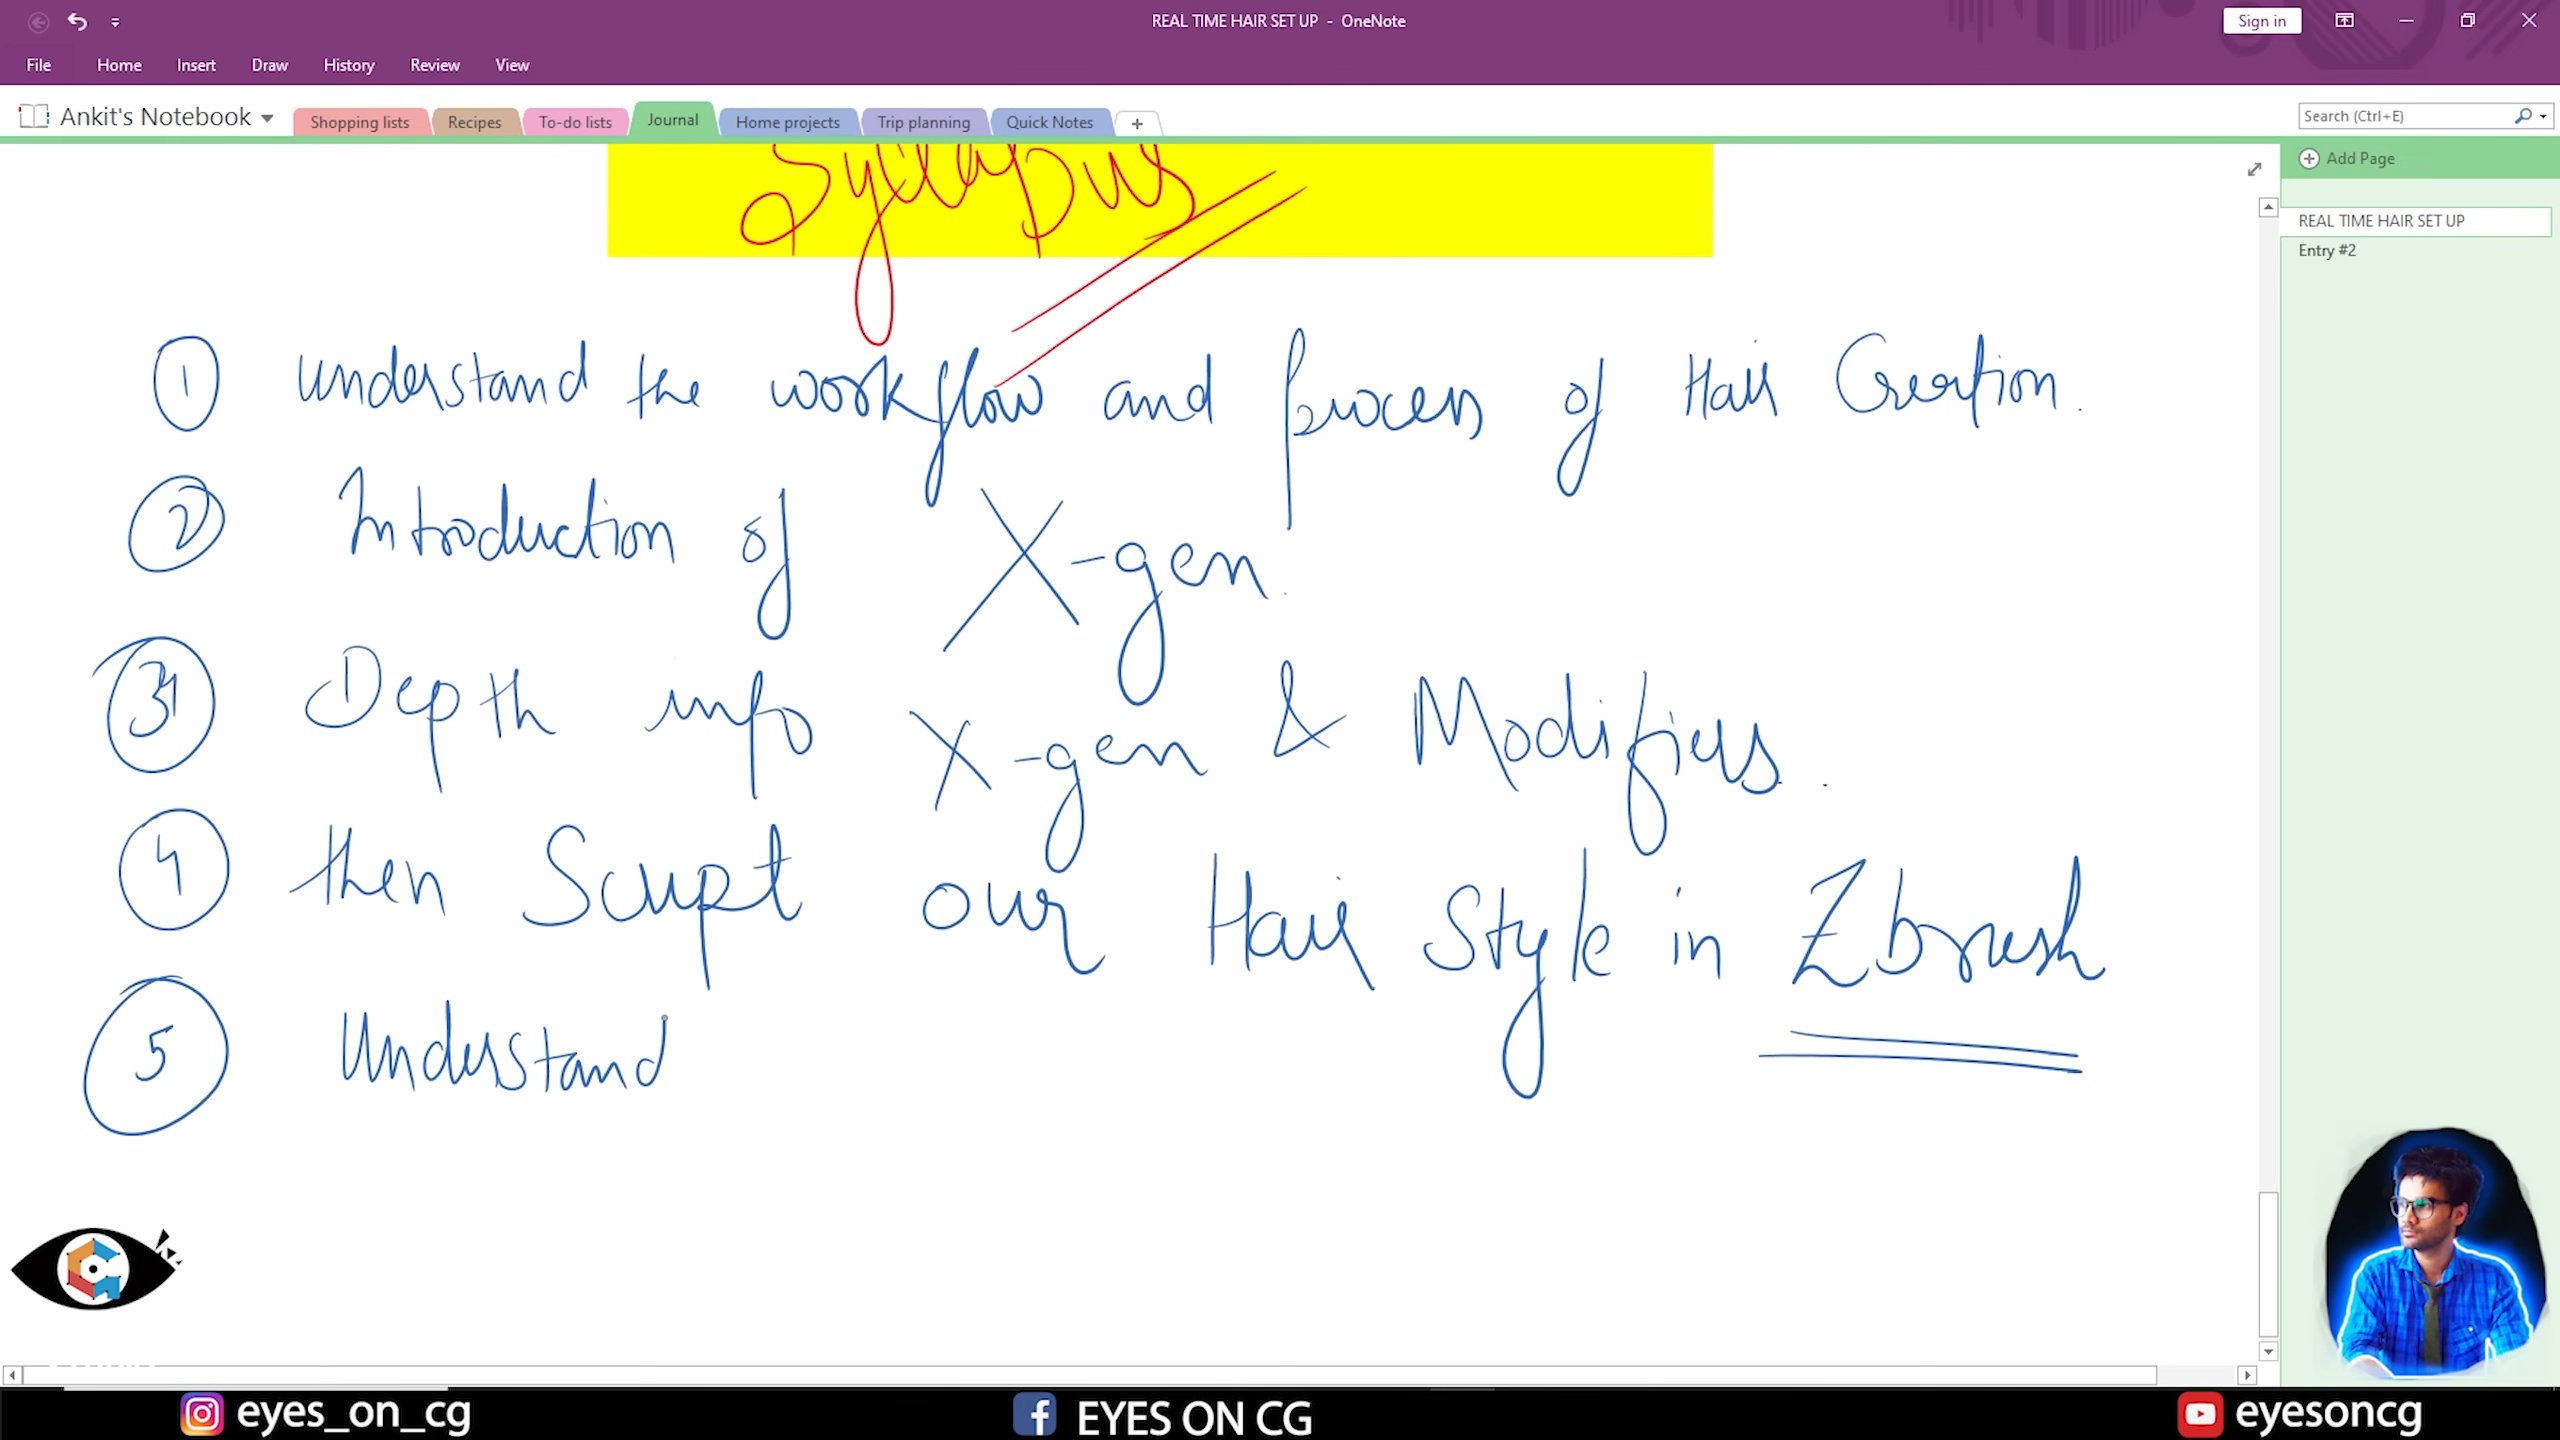 REAL TIME HAIR SET UP - OneNote
Sign in
File Home Insert Draw History Review View
Ankit's Notebook Shopping lists Recipes To-do lists Journal Home projects Trip planning Quick Notes + Search (Ctrl+E)
Add Page
REAL TIME HAIR SET UP
Entry #2
Syllabus
1 Understand the workflow and process of Hair Creation.
2 Introduction of X-gen.
3 Depth info X-gen & Modifiers.
4 then Sculpt our Hair Style in Zbrush
5 Understand
eyes_on_cg EYES ON CG eyesoncg